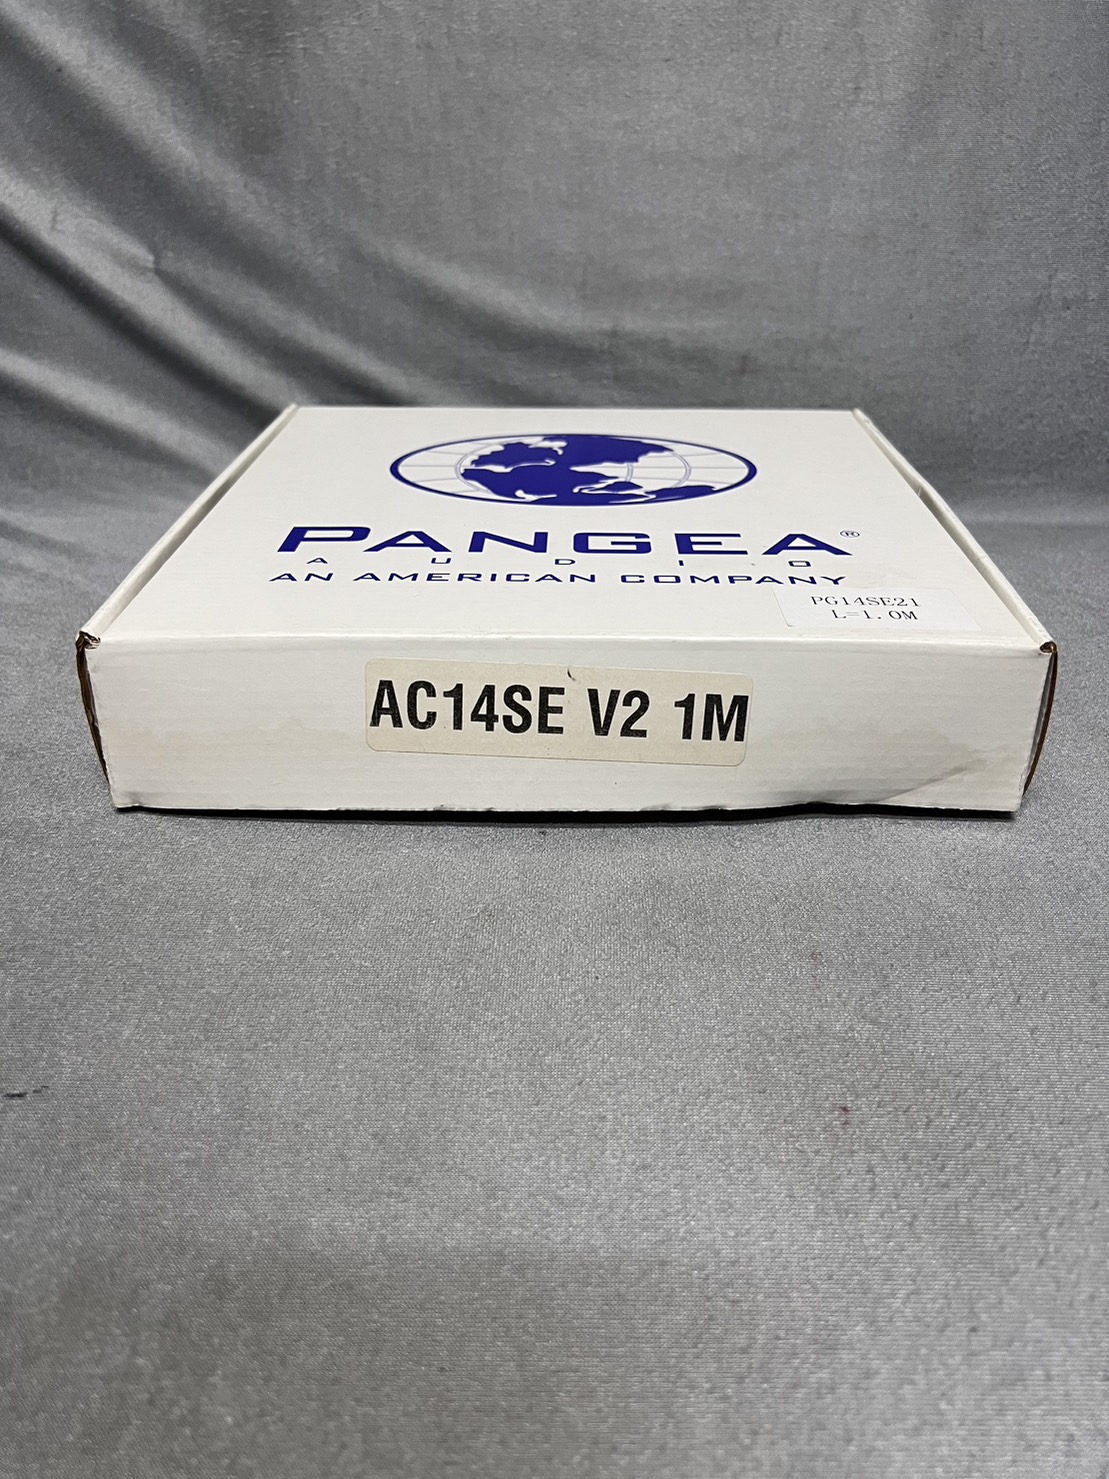 PANGEA®
AUDIO
AN AMERICAN COMPANY
PG14SE21
L=1.0M
AC14SE V2 1M